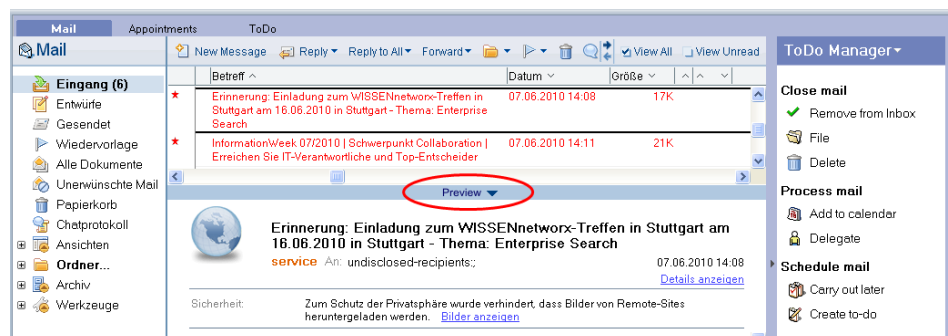 Mail Appointments ToDo
Mail
New Message Reply Reply to All Forward View All View Unread
ToDo Manager
Betreff Datum Größe
Eingang (6)
Entwürfe
Gesendet
Wiedervorlage
Alle Dokumente
Unerwünschte Mail
Papierkorb
Chatprotokoll
Ansichten
Ordner...
Archiv
Werkzeuge
Erinnerung: Einladung zum WISSENnetworx-Treffen in 07.06.2010 14:08 17K
Stuttgart am 16.06.2010 in Stuttgart - Thema: Enterprise
Search
InformationWeek 07/2010 | Schwerpunkt Collaboration | 07.06.2010 14:11 21K
Erreichen Sie IT-Verantwortliche und Top-Entscheider
Preview
Erinnerung: Einladung zum WISSENnetworx-Treffen in Stuttgart am
16.06.2010 in Stuttgart - Thema: Enterprise Search
service An: undisclosed-recipients:; 07.06.2010 14:08
Details anzeigen
Sicherheit: Zum Schutz der Privatsphäre wurde verhindert, dass Bilder von Remote-Sites
heruntergeladen werden. Bilder anzeigen
Close mail
Remove from Inbox
File
Delete
Process mail
Add to calendar
Delegate
Schedule mail
Carry out later
Create to-do